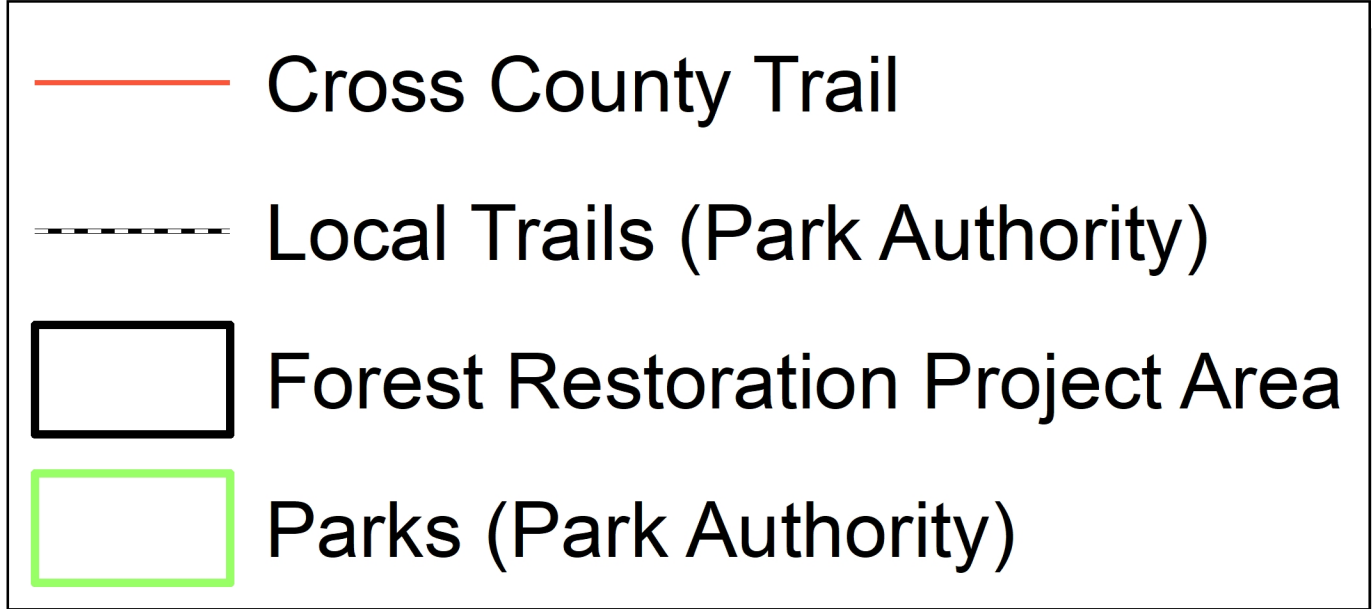 Cross County Trail
Local Trails (Park Authority)
Forest Restoration Project Area
Parks (Park Authority)